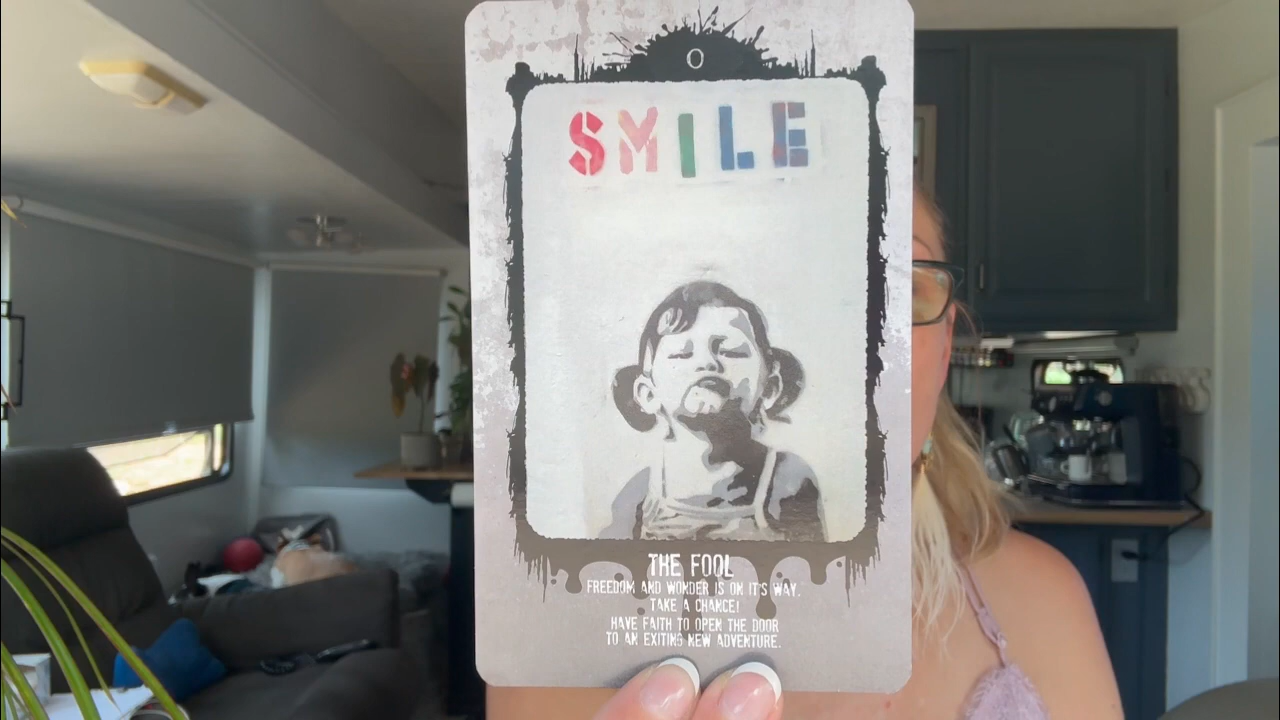 0
SMILE
THE FOOL
FREEDOM AND WONDER IS ON IT'S WAY.
TAKE A CHANCE!
HAVE FAITH TO OPEN THE DOOR
TO AN EXITING NEW ADVENTURE.